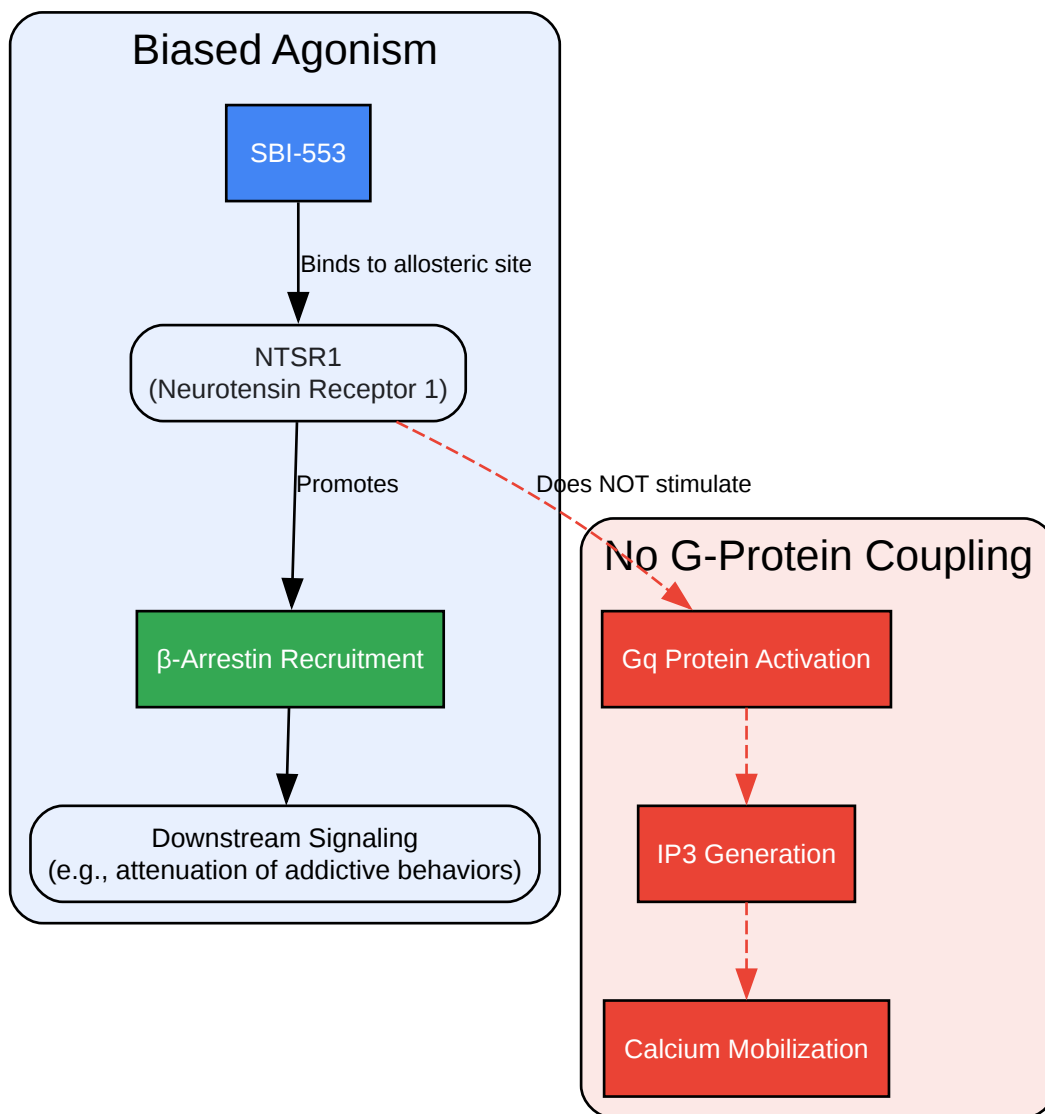 Biased Agonism
SBI-553
Binds to allosteric site
NTSR1
(Neurotensin Receptor 1)
Promotes
Does NOT stimulate
No G-Protein Coupling
β-Arrestin Recruitment
Gq Protein Activation
Downstream Signaling
(e.g., attenuation of addictive behaviors)
IP3 Generation
Calcium Mobilization